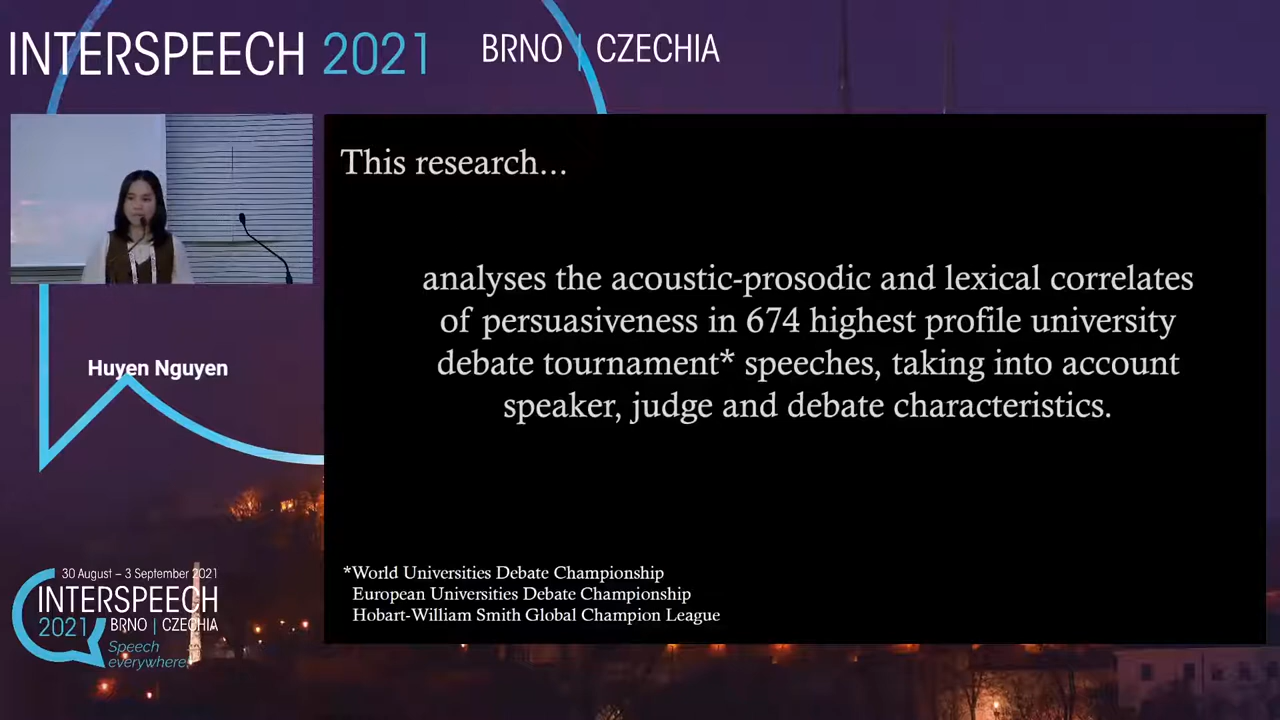 INTERSPEECH 2021
BRNO | CZECHIA
Huyen Nguyen
This research...
analyses the acoustic-prosodic and lexical correlates
of persuasiveness in 674 highest profile university
debate tournament* speeches, taking into account
speaker, judge and debate characteristics.
*World Universities Debate Championship
European Universities Debate Championship
Hobart-William Smith Global Champion League
30 August – 3 September 2021
INTERSPEECH
2021 BRNO | CZECHIA
Speech
everywhere!